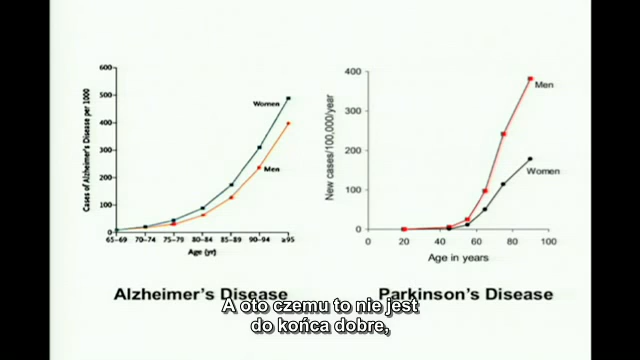 600
500
400
300
200
100
0
Cases of Alzheimer's Disease per 1000
Women
Men
65–69 70–74 75–79 80–84 85–89 90–94 ≥95
Age (yr)
Alzheimer's Disease
400
300
200
100
0
New cases/100,000/year
Men
Women
0 20 40 60 80 100
Age in years
Parkinson's Disease
A oto czemu to nie jest
do końca dobre,